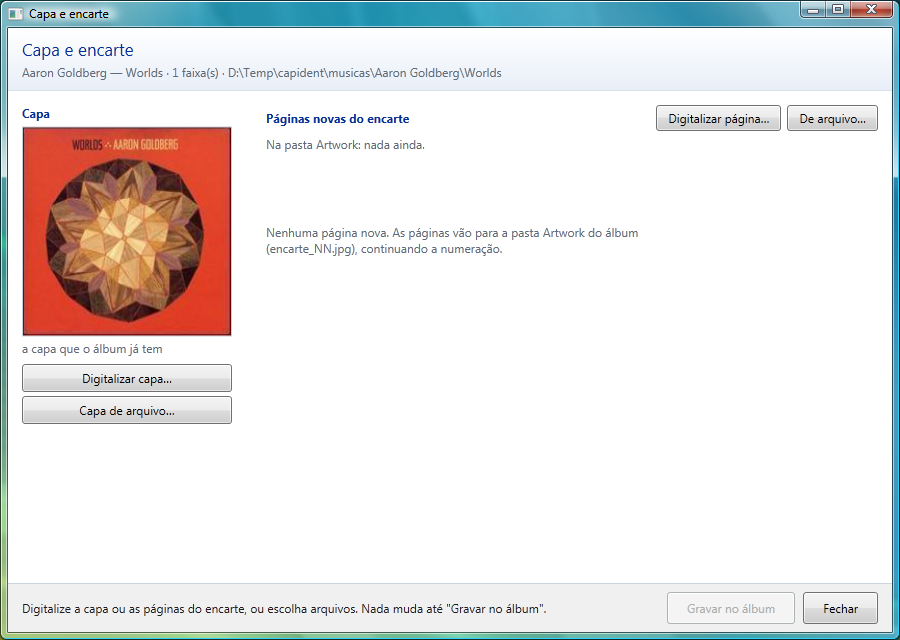 Capa e encarte
Capa e encarte
Aaron Goldberg — Worlds · 1 faixa(s) · D:\Temp\capident\musicas\Aaron Goldberg\Worlds
Capa
WORLDS ∴ AARON GOLDBERG
a capa que o álbum já tem
Digitalizar capa...
Capa de arquivo...
Páginas novas do encarte
Digitalizar página...
De arquivo...
Na pasta Artwork: nada ainda.
Nenhuma página nova. As páginas vão para a pasta Artwork do álbum
(encarte_NN.jpg), continuando a numeração.
Digitalize a capa ou as páginas do encarte, ou escolha arquivos. Nada muda até "Gravar no álbum".
Gravar no álbum
Fechar